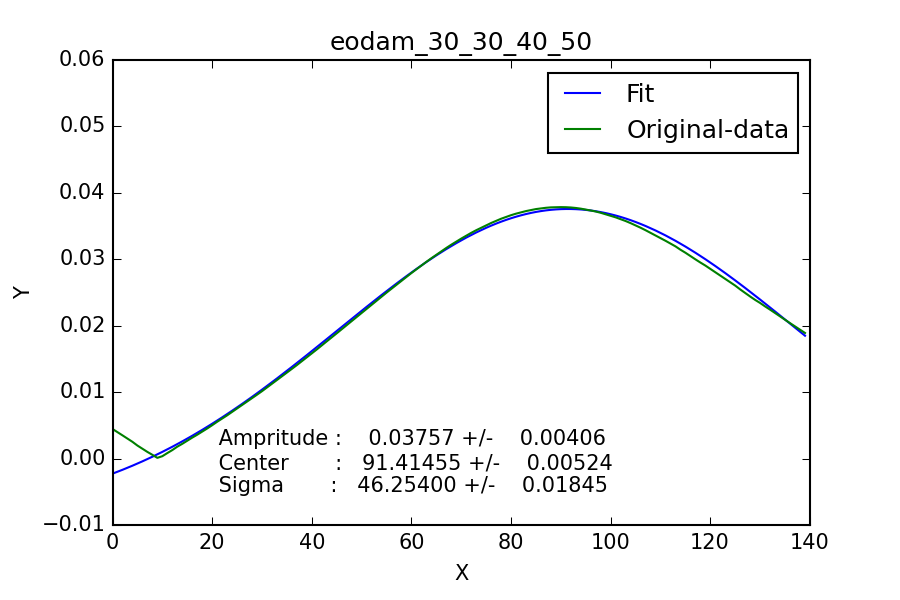 eodam_30_30_40_50
0.06
Fit
Original-data
0.05
0.04
0.03
Y
0.02
0.01
0.00
−0.01
Ampritude : 0.03757 +/- 0.00406
Center : 91.41455 +/- 0.00524
Sigma : 46.25400 +/- 0.01845
0 20 40 60 80 100 120 140
X